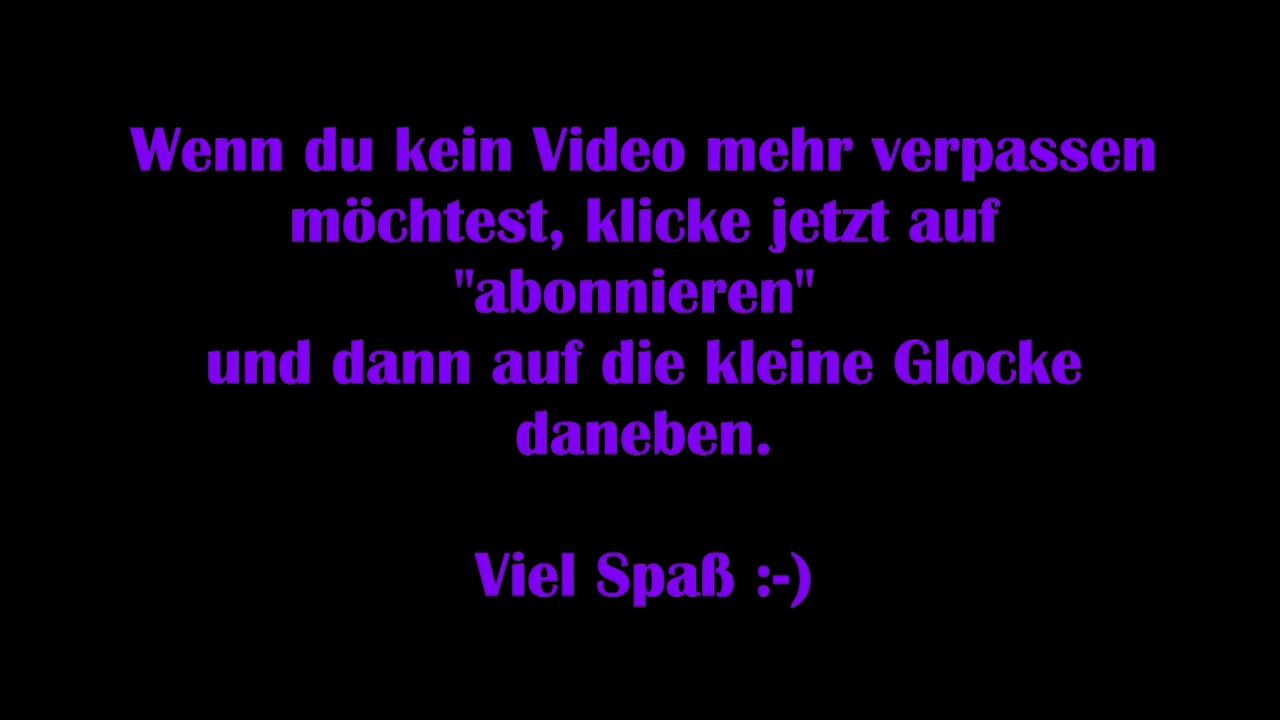 Wenn du kein Video mehr verpassen
möchtest, klicke jetzt auf
"abonnieren"
und dann auf die kleine Glocke
daneben.
Viel Spaß :-)